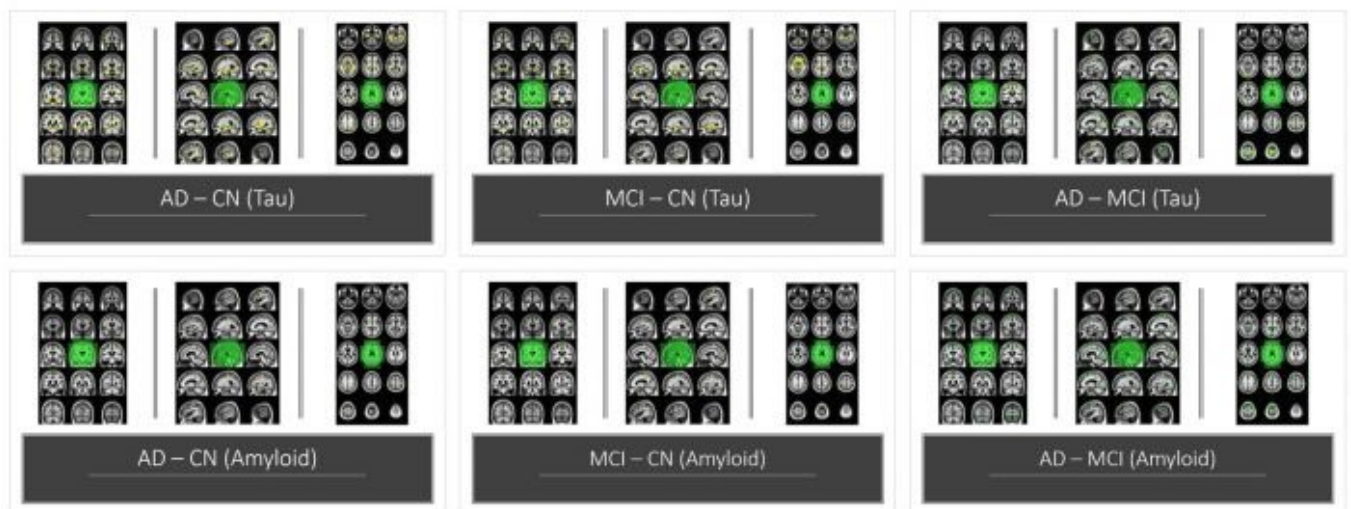 AD – CN (Tau)
MCI – CN (Tau)
AD – MCI (Tau)
AD – CN (Amyloid)
MCI – CN (Amyloid)
AD – MCI (Amyloid)